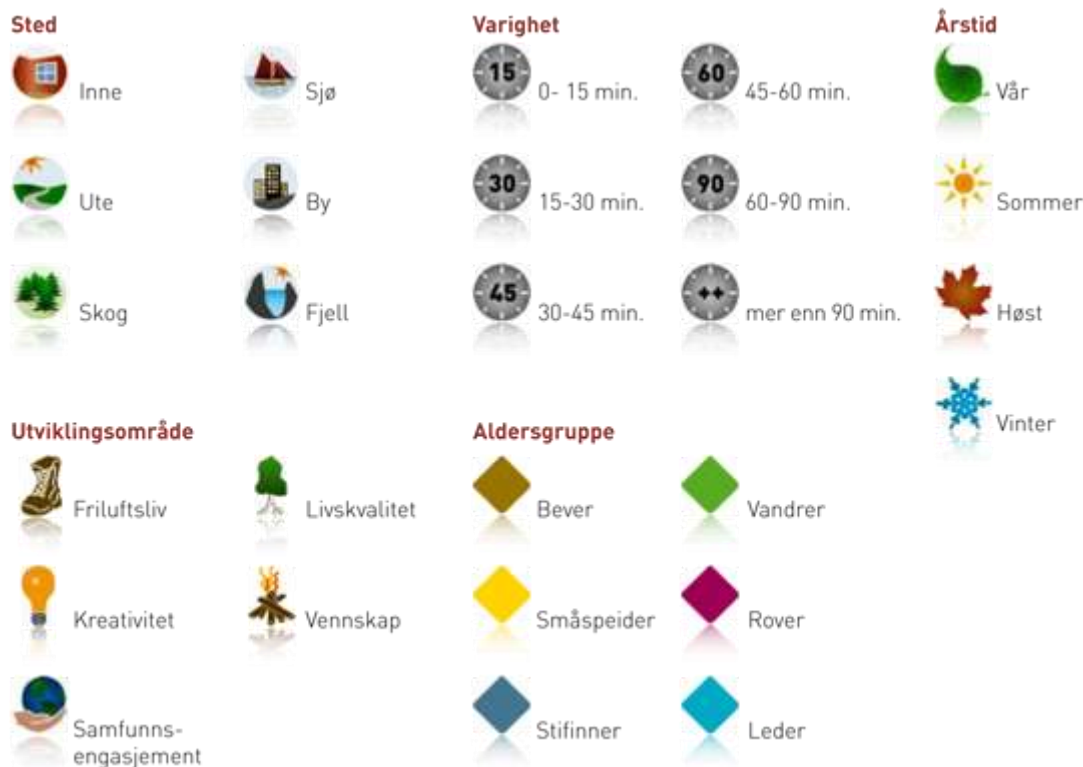 Sted
Inne
Sjø
Ute
By
Skog
Fjell
Varighet
15
0- 15 min.
60
45-60 min.
30
15-30 min.
90
60-90 min.
45
30-45 min.
++
mer enn 90 min.
Årstid
Vår
Sommer
Høst
Vinter
Utviklingsområde
Friluftsliv
Livskvalitet
Kreativitet
Vennskap
Samfunns-
engasjement
Aldersgruppe
Bever
Vandrer
Småspeider
Rover
Stifinner
Leder